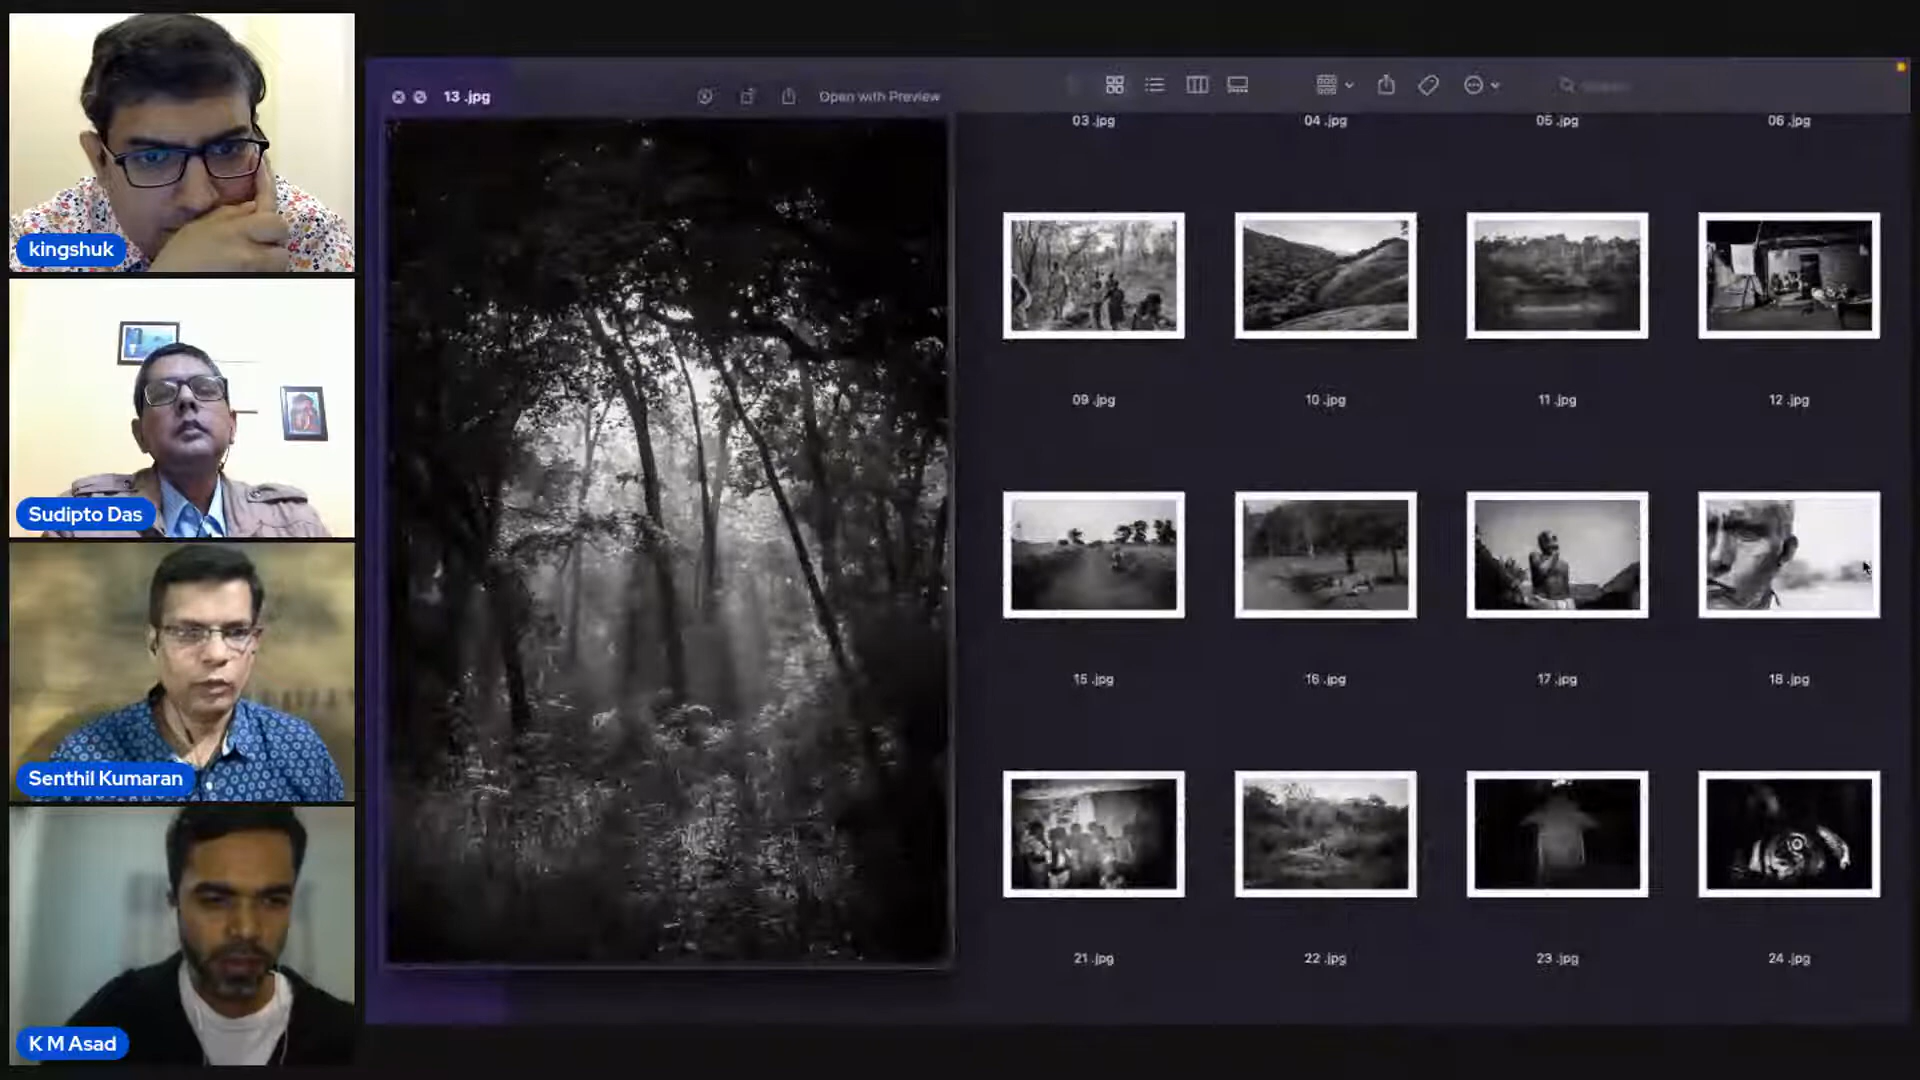 kingshuk
Sudipto Das
Senthil Kumaran
K M Asad
13 .jpg
Open with Preview
03 .jpg
04 .jpg
05 .jpg
06 .jpg
09 .jpg
10 .jpg
11 .jpg
12 .jpg
15 .jpg
16 .jpg
17 .jpg
18 .jpg
21 .jpg
22 .jpg
23 .jpg
24 .jpg